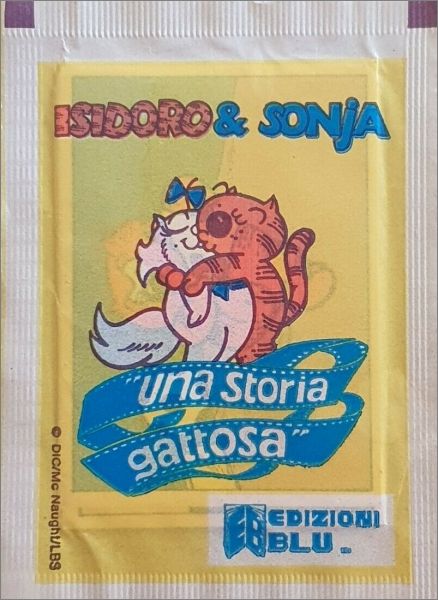 ISIDORO & SONJA
"una storia
gattosa"
© DIC/Mc Naught/LBS
EDIZIONI
BLU